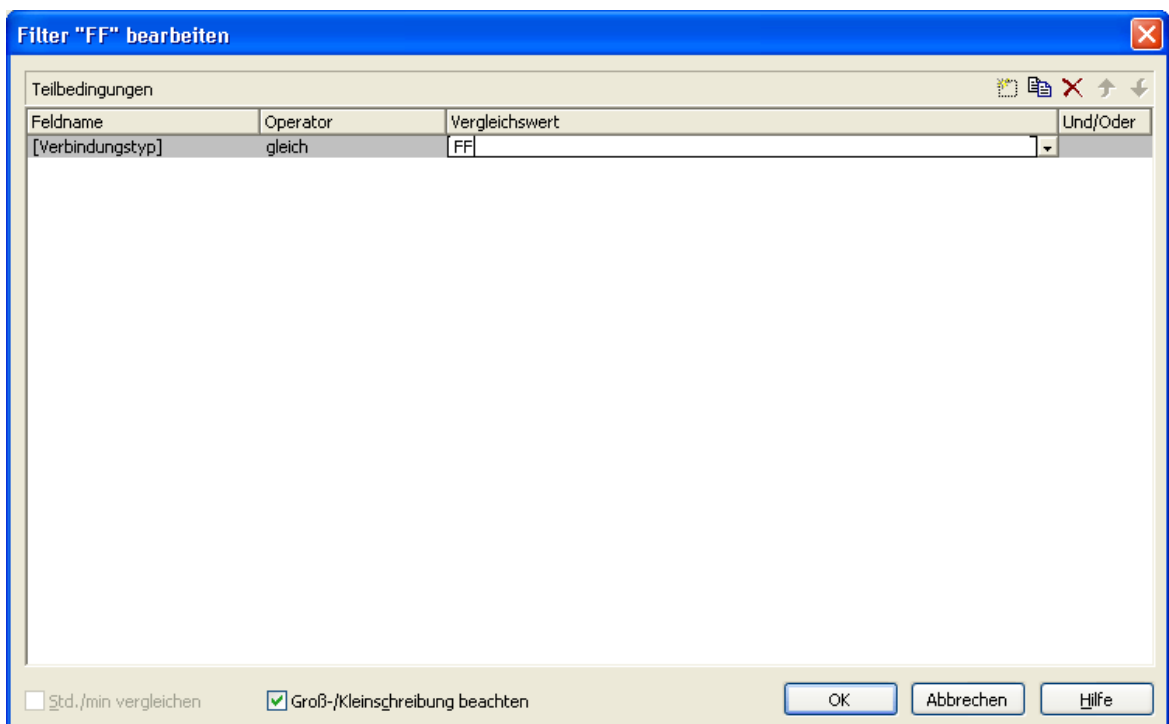 Filter "FF" bearbeiten
Teilbedingungen
Feldname Operator Vergleichswert Und/Oder
[Verbindungstyp] gleich FF
Std./min vergleichen Groß-/Kleinschreibung beachten OK Abbrechen Hilfe